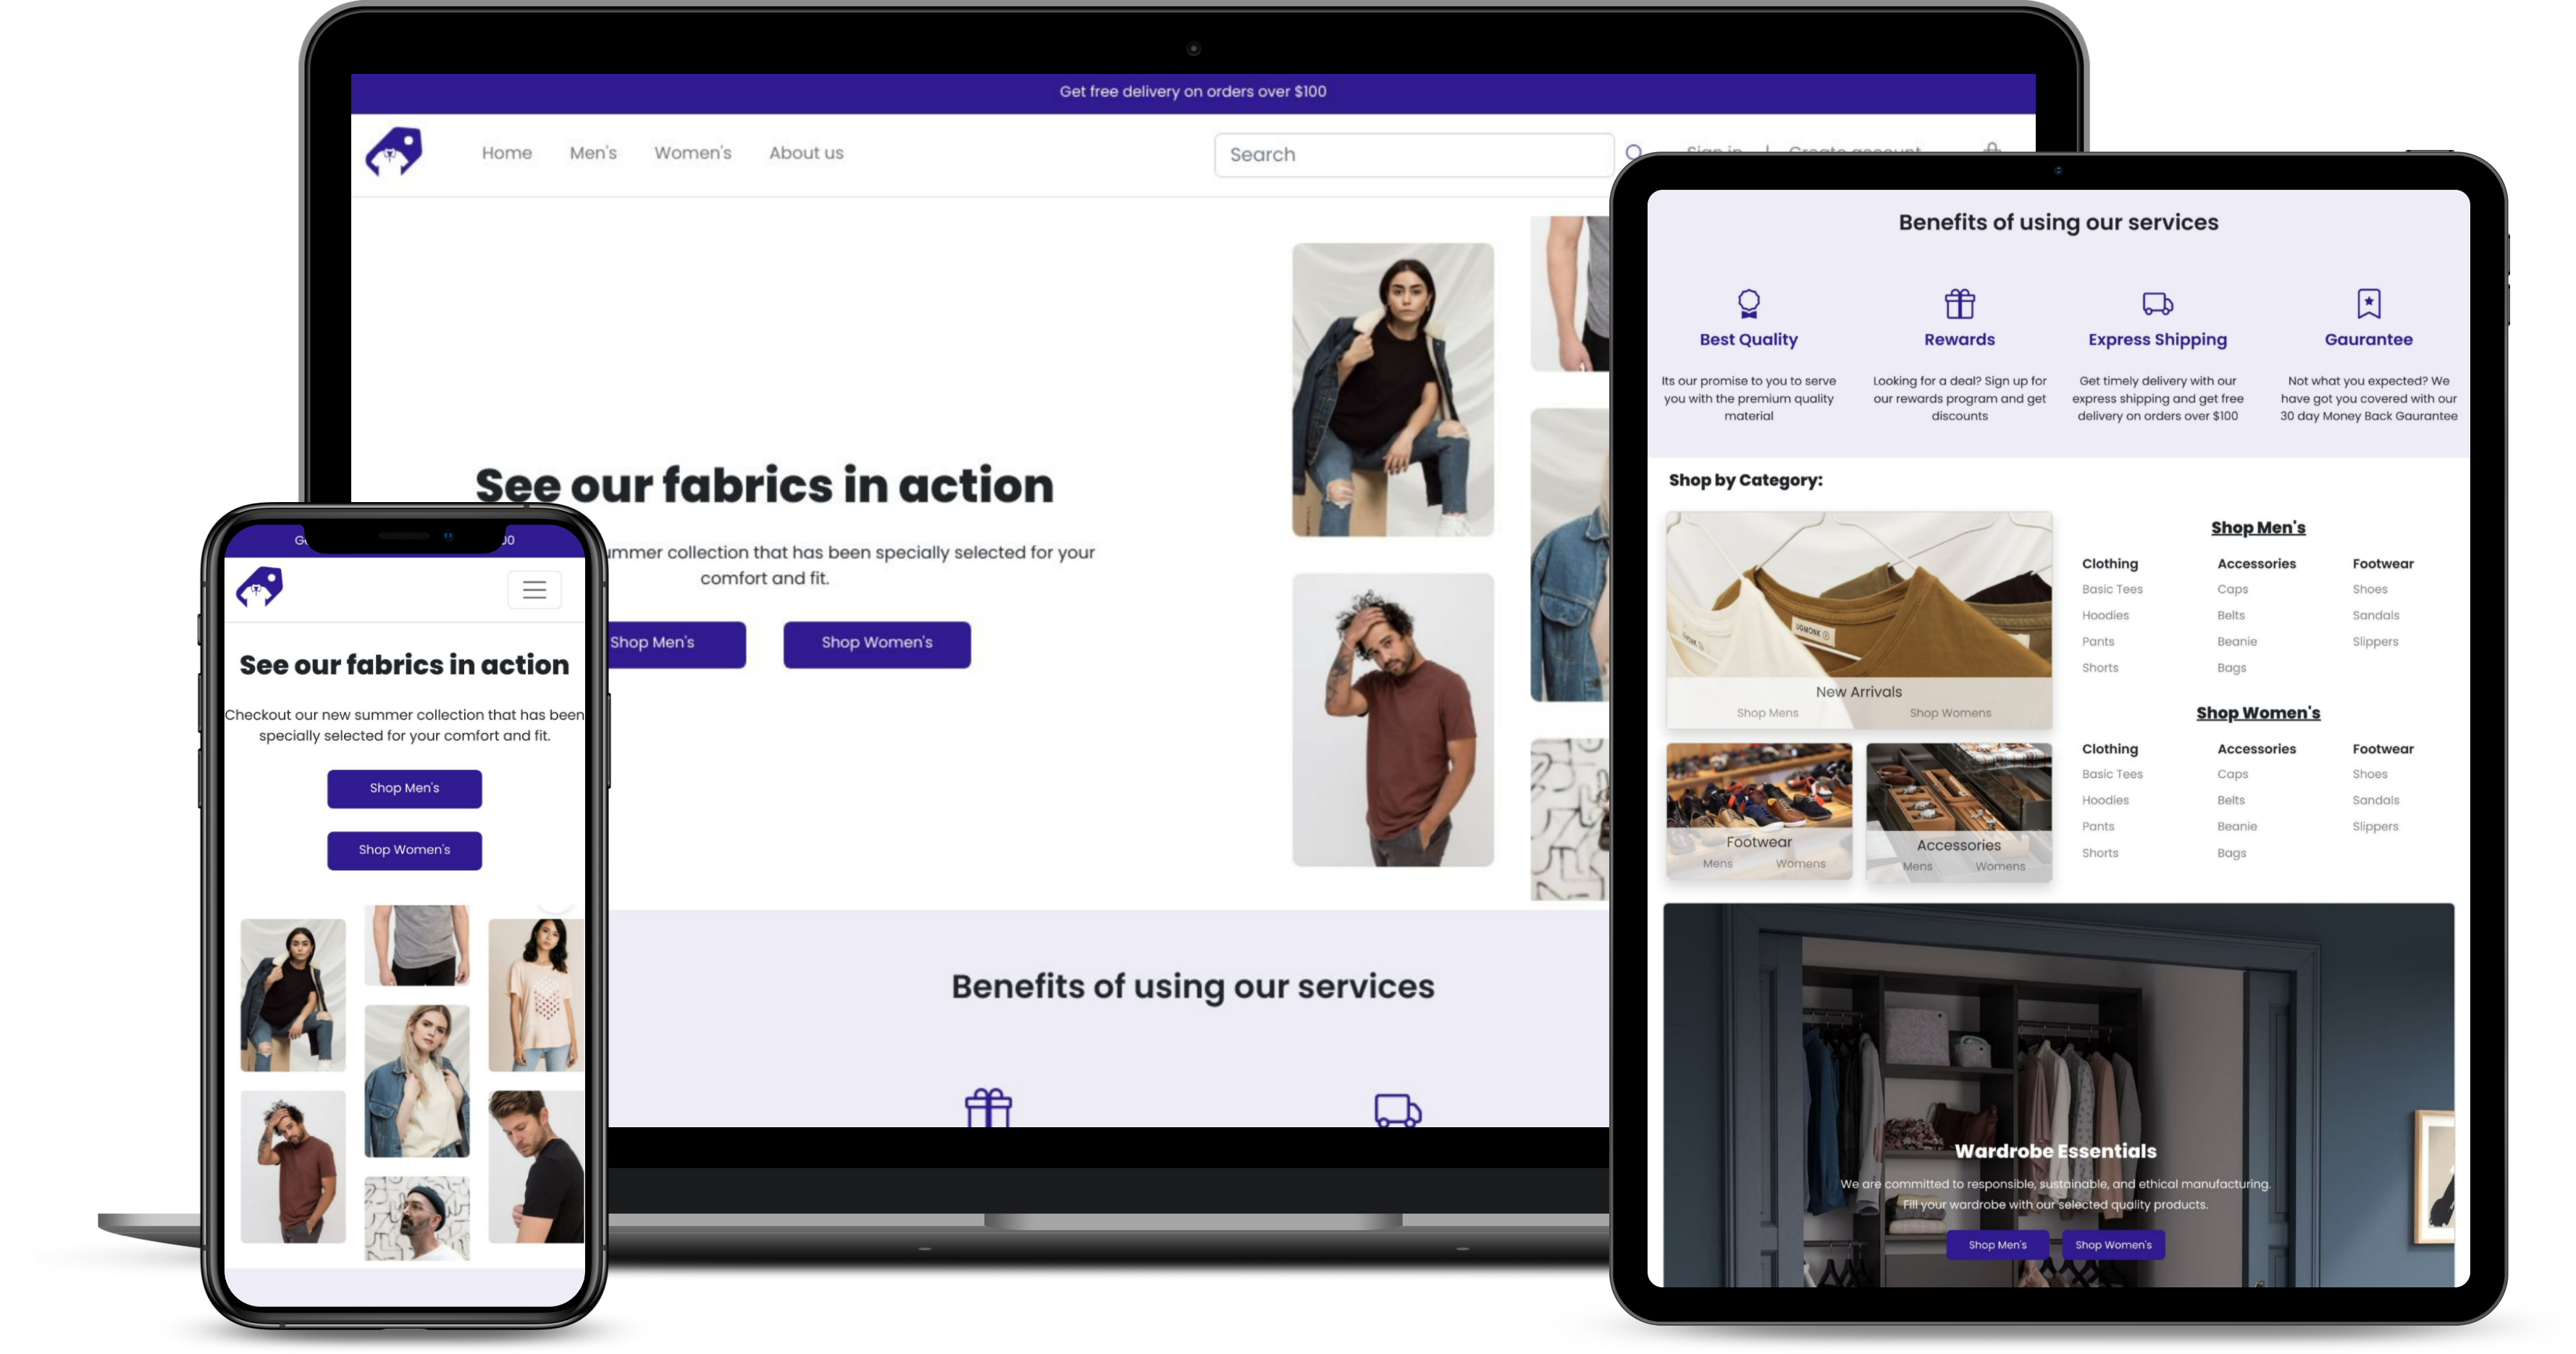 Get free delivery on orders over $100
Home Men's Women's About us
Search
Sign in | Create account
See our fabrics in action
summer collection that has been specially selected for your
comfort and fit.
Shop Men's Shop Women's
Benefits of using our services
See our fabrics in action
Checkout our new summer collection that has been
specially selected for your comfort and fit.
Shop Men's
Shop Women's
Benefits of using our services
Best Quality Rewards Express Shipping Gaurantee
Its our promise to you to serve
you with the premium quality
material
Looking for a deal? Sign up for
our rewards program and get
discounts
Get timely delivery with our
express shipping and get free
delivery on orders over $100
Not what you expected? We
have got you covered with our
30 day Money Back Gaurantee
Shop by Category:
UGMONK
New Arrivals
Shop Mens Shop Womens
Footwear
Mens Womens
Accessories
Mens Womens
Shop Men's
Clothing Accessories Footwear
Basic Tees Caps Shoes
Hoodies Belts Sandals
Pants Beanie Slippers
Shorts Bags
Shop Women's
Clothing Accessories Footwear
Basic Tees Caps Shoes
Hoodies Belts Sandals
Pants Beanie Slippers
Shorts Bags
Wardrobe Essentials
We are committed to responsible, sustainable, and ethical manufacturing.
Fill your wardrobe with our selected quality products.
Shop Men's Shop Women's